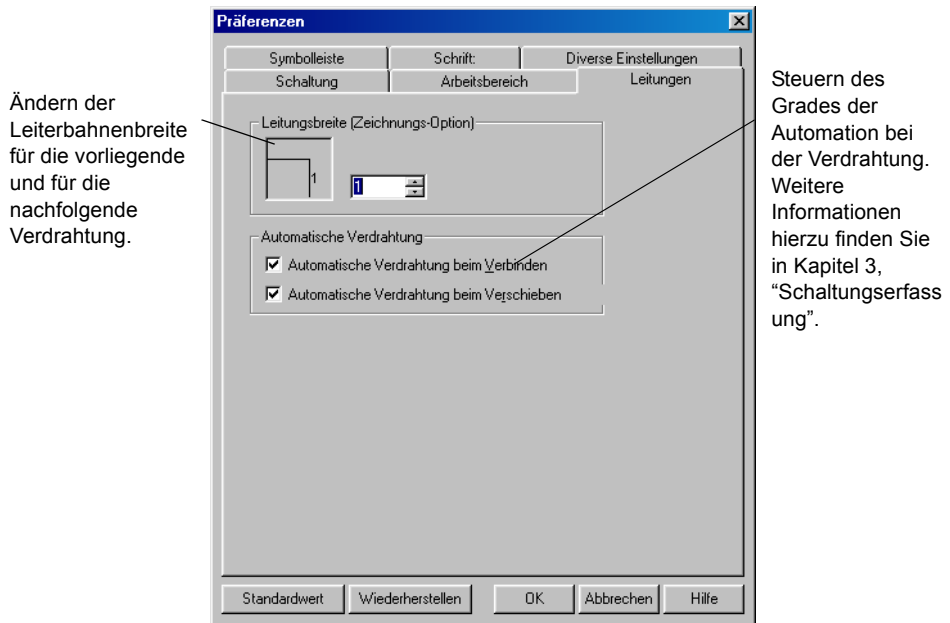 Präferenzen
Symbolleiste
Schrift:
Diverse Einstellungen
Schaltung
Arbeitsbereich
Leitungen
Ändern der
Leiterbahnenbreite
für die vorliegende
und für die
nachfolgende
Verdrahtung.
Leitungsbreite (Zeichnungs-Option)
1
1
Automatische Verdrahtung
Automatische Verdrahtung beim Verbinden
Automatische Verdrahtung beim Verschieben
Steuern des
Grades der
Automation bei
der Verdrahtung.
Weitere
Informationen
hierzu finden Sie
in Kapitel 3,
“Schaltungserfass
ung”.
Standardwert
Wiederherstellen
OK
Abbrechen
Hilfe